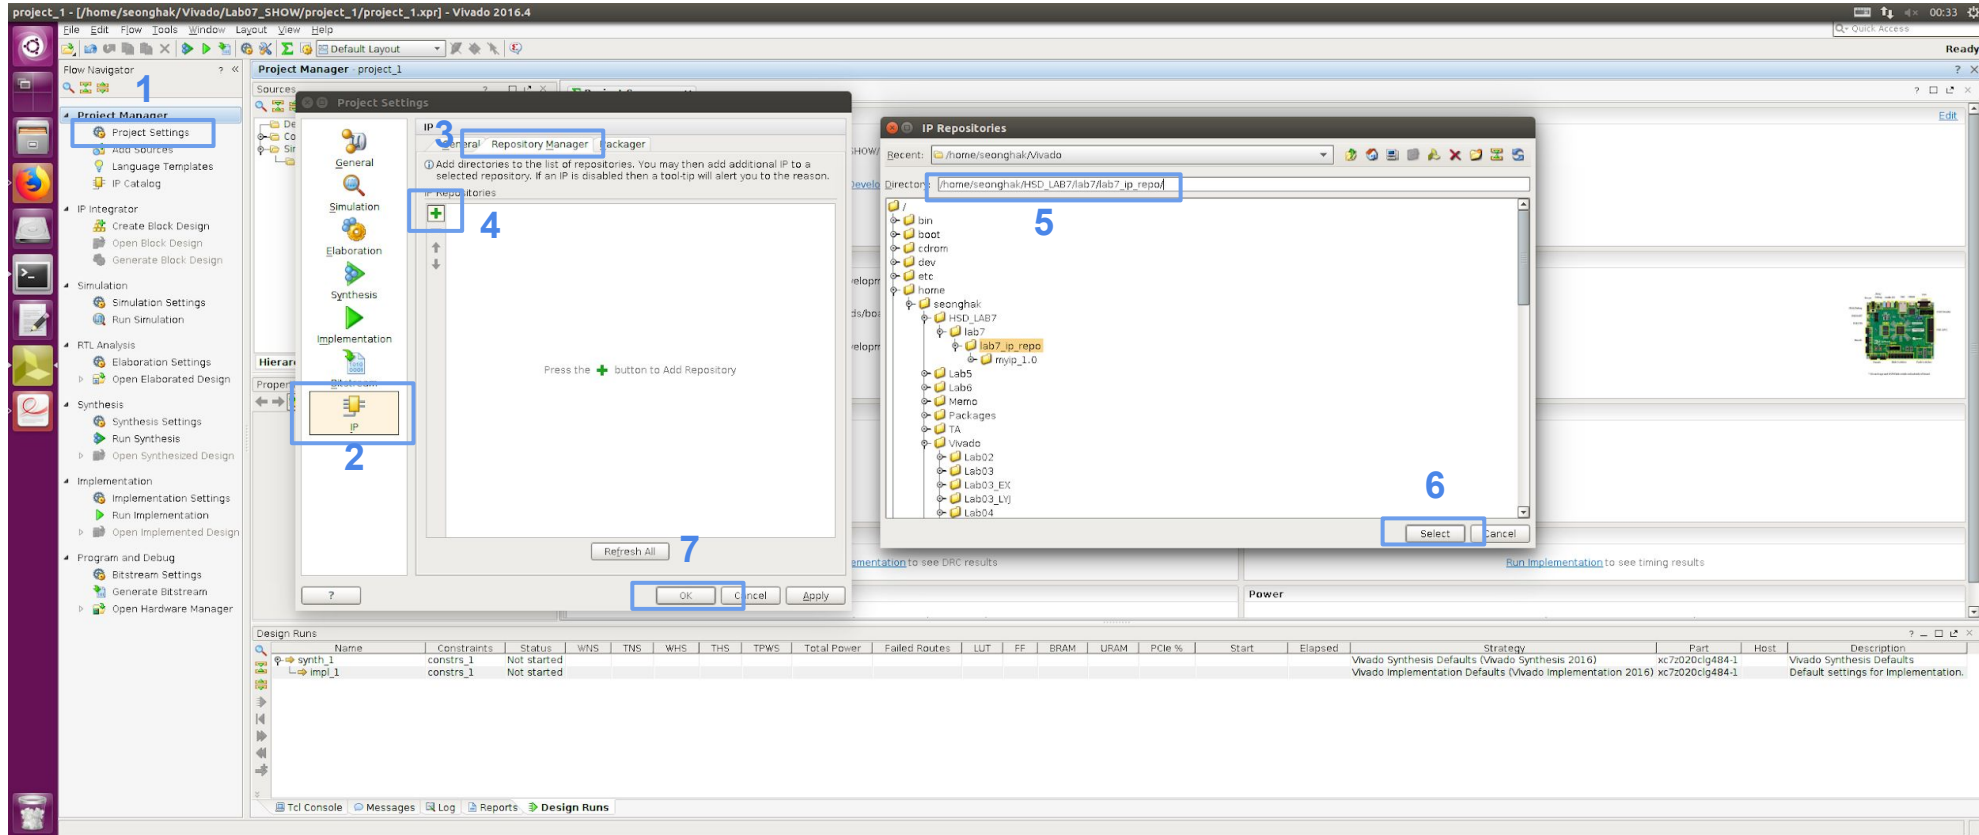 project_1 - [/home/seonghak/Vivado/Lab07_SHOW/project_1/project_1.xpr] - Vivado 2016.4
00:33
File Edit Flow Tools Window Layout View Help
Quick Access
Default Layout
Ready
Flow Navigator
1
Project Manager
Project Settings
Add Sources
Language Templates
IP Catalog
IP Integrator
Create Block Design
Open Block Design
Generate Block Design
Simulation
Simulation Settings
Run Simulation
RTL Analysis
Elaboration Settings
Open Elaborated Design
Synthesis
Synthesis Settings
Run Synthesis
Open Synthesized Design
Implementation
Implementation Settings
Run Implementation
Open Implemented Design
Program and Debug
Bitstream Settings
Generate Bitstream
Open Hardware Manager
Project Manager - project_1
Sources
Edit
Project Settings
General
Simulation
Elaboration
Synthesis
Implementation
Bitstream
IP
2
IP
3
General Repository Manager Packager
Add directories to the list of repositories. You may then add additional IP to a
selected repository. If an IP is disabled then a tool-tip will alert you to the reason.
IP Repositories
4
Press the + button to Add Repository
Refresh All
7
?
OK Cancel Apply
IP Repositories
Recent: /home/seonghak/Vivado
Directory: /home/seonghak/HSD_LAB7/lab7/lab7_ip_repo/
5
/
bin
boot
cdrom
dev
etc
home
seonghak
HSD_LAB7
lab7
lab7_ip_repo
myip_1.0
Lab5
Lab6
Memo
Packages
TA
Vivado
Lab02
Lab03
Lab03_EX
Lab03_LYJ
Lab04
6
Select Cancel
ementation to see DRC results
Run Implementation to see timing results
Power
Design Runs
Name Constraints Status WNS TNS WHS THS TPWS Total Power Failed Routes LUT FF BRAM URAM PCIe % Start Elapsed Strategy Part Host Description
synth_1 constrs_1 Not started Vivado Synthesis Defaults (Vivado Synthesis 2016) xc7z020clg484-1 Vivado Synthesis Defaults
impl_1 constrs_1 Not started Vivado Implementation Defaults (Vivado Implementation 2016) xc7z020clg484-1 Default settings for Implementation.
Tcl Console Messages Log Reports Design Runs